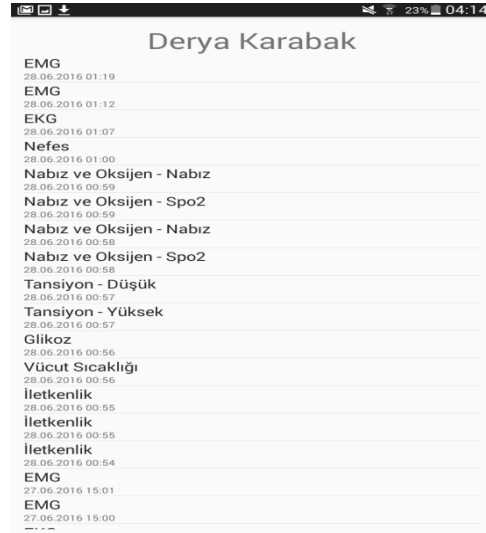 23% 04:14
Derya Karabak
EMG
28.06.2016 01:19
EMG
28.06.2016 01:12
EKG
28.06.2016 01:07
Nefes
28.06.2016 01:00
Nabız ve Oksijen - Nabız
28.06.2016 00:59
Nabız ve Oksijen - Spo2
28.06.2016 00:59
Nabız ve Oksijen - Nabız
28.06.2016 00:58
Nabız ve Oksijen - Spo2
28.06.2016 00:58
Tansiyon - Düşük
28.06.2016 00:57
Tansiyon - Yüksek
28.06.2016 00:57
Glikoz
28.06.2016 00:56
Vücut Sıcaklığı
28.06.2016 00:56
İletkenlik
28.06.2016 00:55
İletkenlik
28.06.2016 00:55
İletkenlik
28.06.2016 00:54
EMG
27.06.2016 15:01
EMG
27.06.2016 15:00